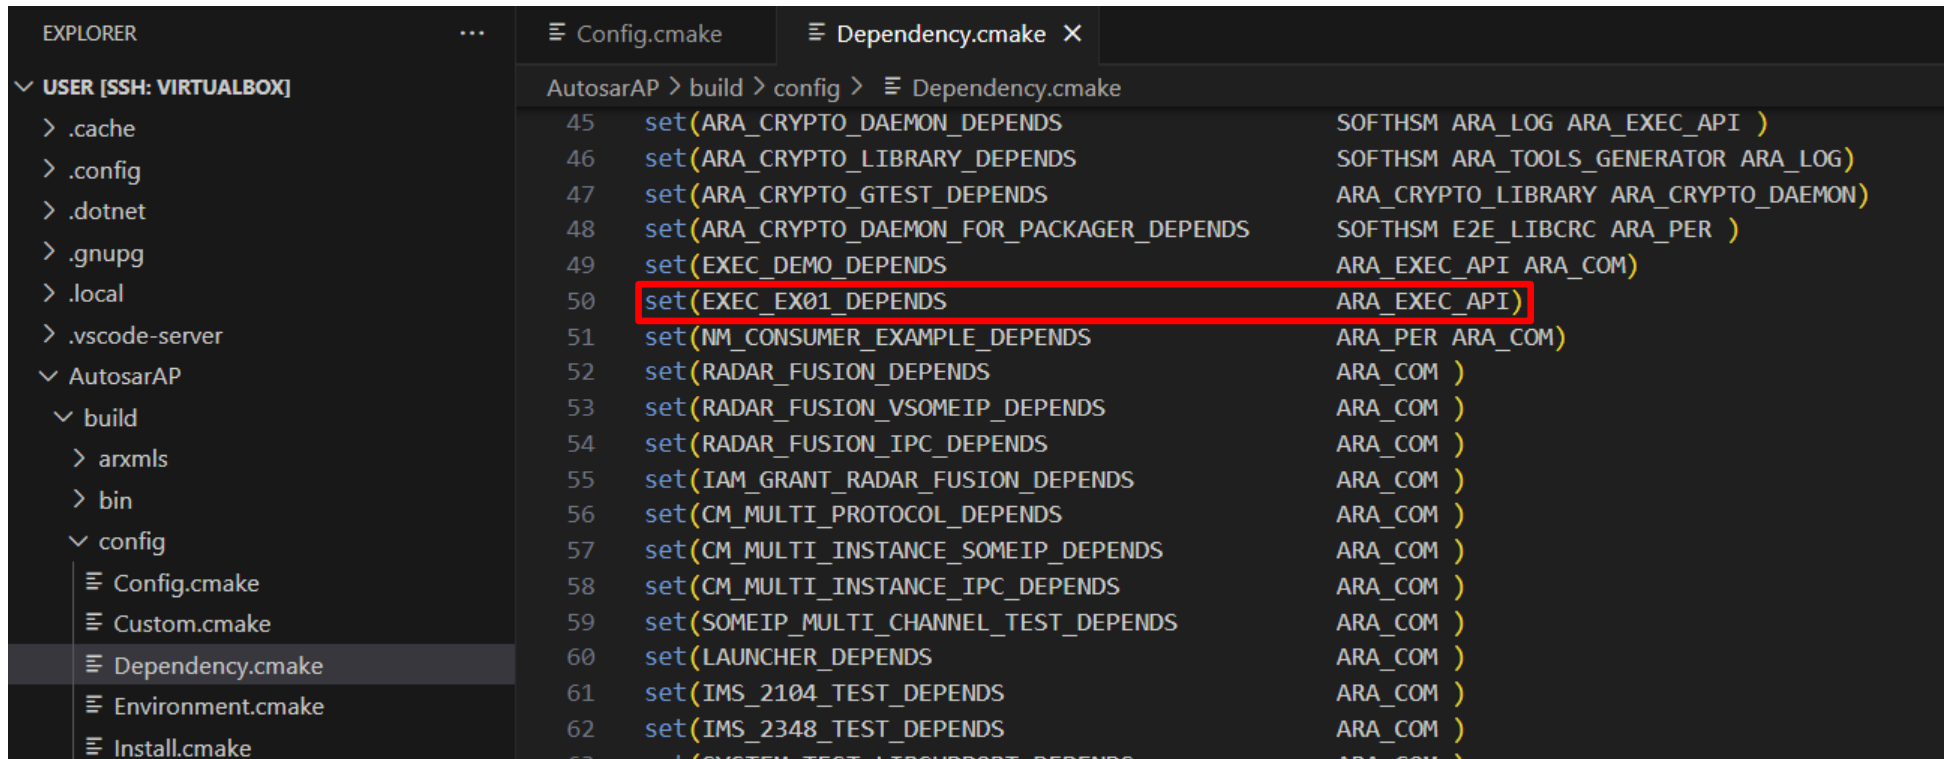 EXPLORER ...
USER [SSH: VIRTUALBOX]
.cache
.config
.dotnet
.gnupg
.local
.vscode-server
AutosarAP
build
arxmls
bin
config
Config.cmake
Custom.cmake
Dependency.cmake
Environment.cmake
Install.cmake
Config.cmake Dependency.cmake
AutosarAP > build > config > Dependency.cmake
45 set(ARA_CRYPTO_DAEMON_DEPENDS SOFTHSM ARA_LOG ARA_EXEC_API )
46 set(ARA_CRYPTO_LIBRARY_DEPENDS SOFTHSM ARA_TOOLS_GENERATOR ARA_LOG)
47 set(ARA_CRYPTO_GTEST_DEPENDS ARA_CRYPTO_LIBRARY ARA_CRYPTO_DAEMON)
48 set(ARA_CRYPTO_DAEMON_FOR_PACKAGER_DEPENDS SOFTHSM E2E_LIBCRC ARA_PER )
49 set(EXEC_DEMO_DEPENDS ARA_EXEC_API ARA_COM)
50 set(EXEC_EX01_DEPENDS ARA_EXEC_API)
51 set(NM_CONSUMER_EXAMPLE_DEPENDS ARA_PER ARA_COM)
52 set(RADAR_FUSION_DEPENDS ARA_COM )
53 set(RADAR_FUSION_VSOMEIP_DEPENDS ARA_COM )
54 set(RADAR_FUSION_IPC_DEPENDS ARA_COM )
55 set(IAM_GRANT_RADAR_FUSION_DEPENDS ARA_COM )
56 set(CM_MULTI_PROTOCOL_DEPENDS ARA_COM )
57 set(CM_MULTI_INSTANCE_SOMEIP_DEPENDS ARA_COM )
58 set(CM_MULTI_INSTANCE_IPC_DEPENDS ARA_COM )
59 set(SOMEIP_MULTI_CHANNEL_TEST_DEPENDS ARA_COM )
60 set(LAUNCHER_DEPENDS ARA_COM )
61 set(IMS_2104_TEST_DEPENDS ARA_COM )
62 set(IMS_2348_TEST_DEPENDS ARA_COM )